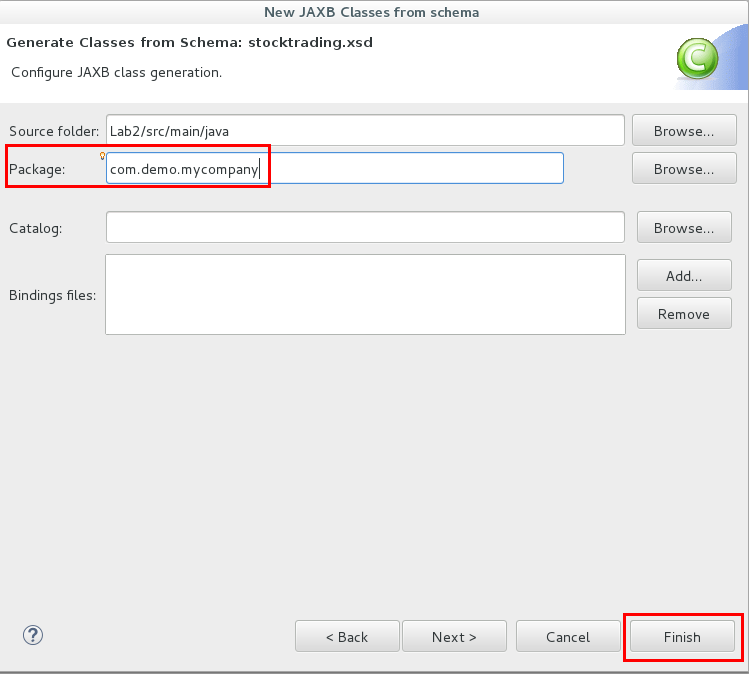 New JAXB Classes from schema
Generate Classes from Schema: stocktrading.xsd
Configure JAXB class generation.
C
Source folder: Lab2/src/main/java Browse...
Package: com.demo.mycompany Browse...
Catalog: Browse...
Bindings files: Add...
Remove
? < Back Next > Cancel Finish